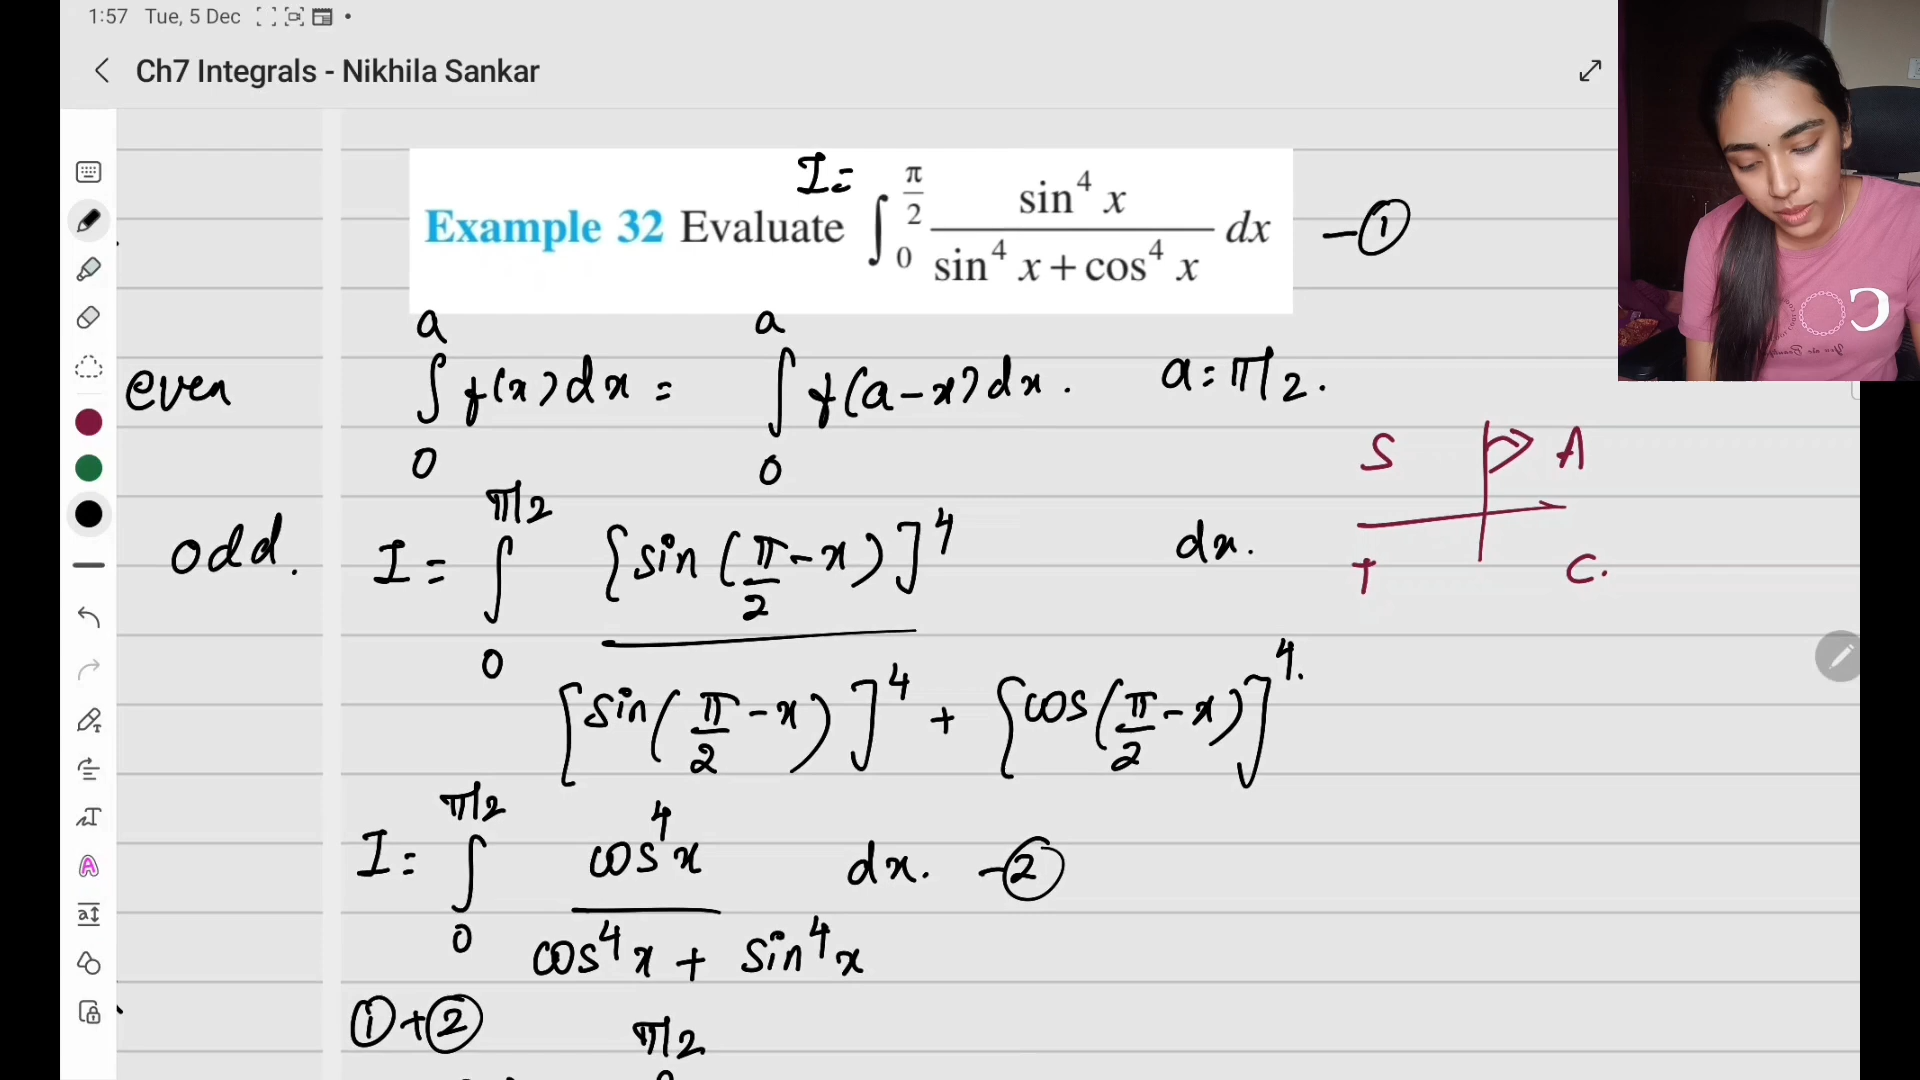 1:57 Tue, 5 Dec
Ch7 Integrals - Nikhila Sankar
I =
Example 32 Evaluate ∫₀^(π/2) sin⁴ x / (sin⁴ x + cos⁴ x) dx - ①
even ∫₀^a f(x) dx = ∫₀^a f(a-x) dx. a = π/2.
S A
T C.
odd. I = ∫₀^(π/2) [sin(π/2 - x)]⁴ / ([sin(π/2 - x)]⁴ + [cos(π/2 - x)]⁴.) dx.
I = ∫₀^(π/2) cos⁴x / (cos⁴x + sin⁴x) dx. - ②
① + ②
π/2